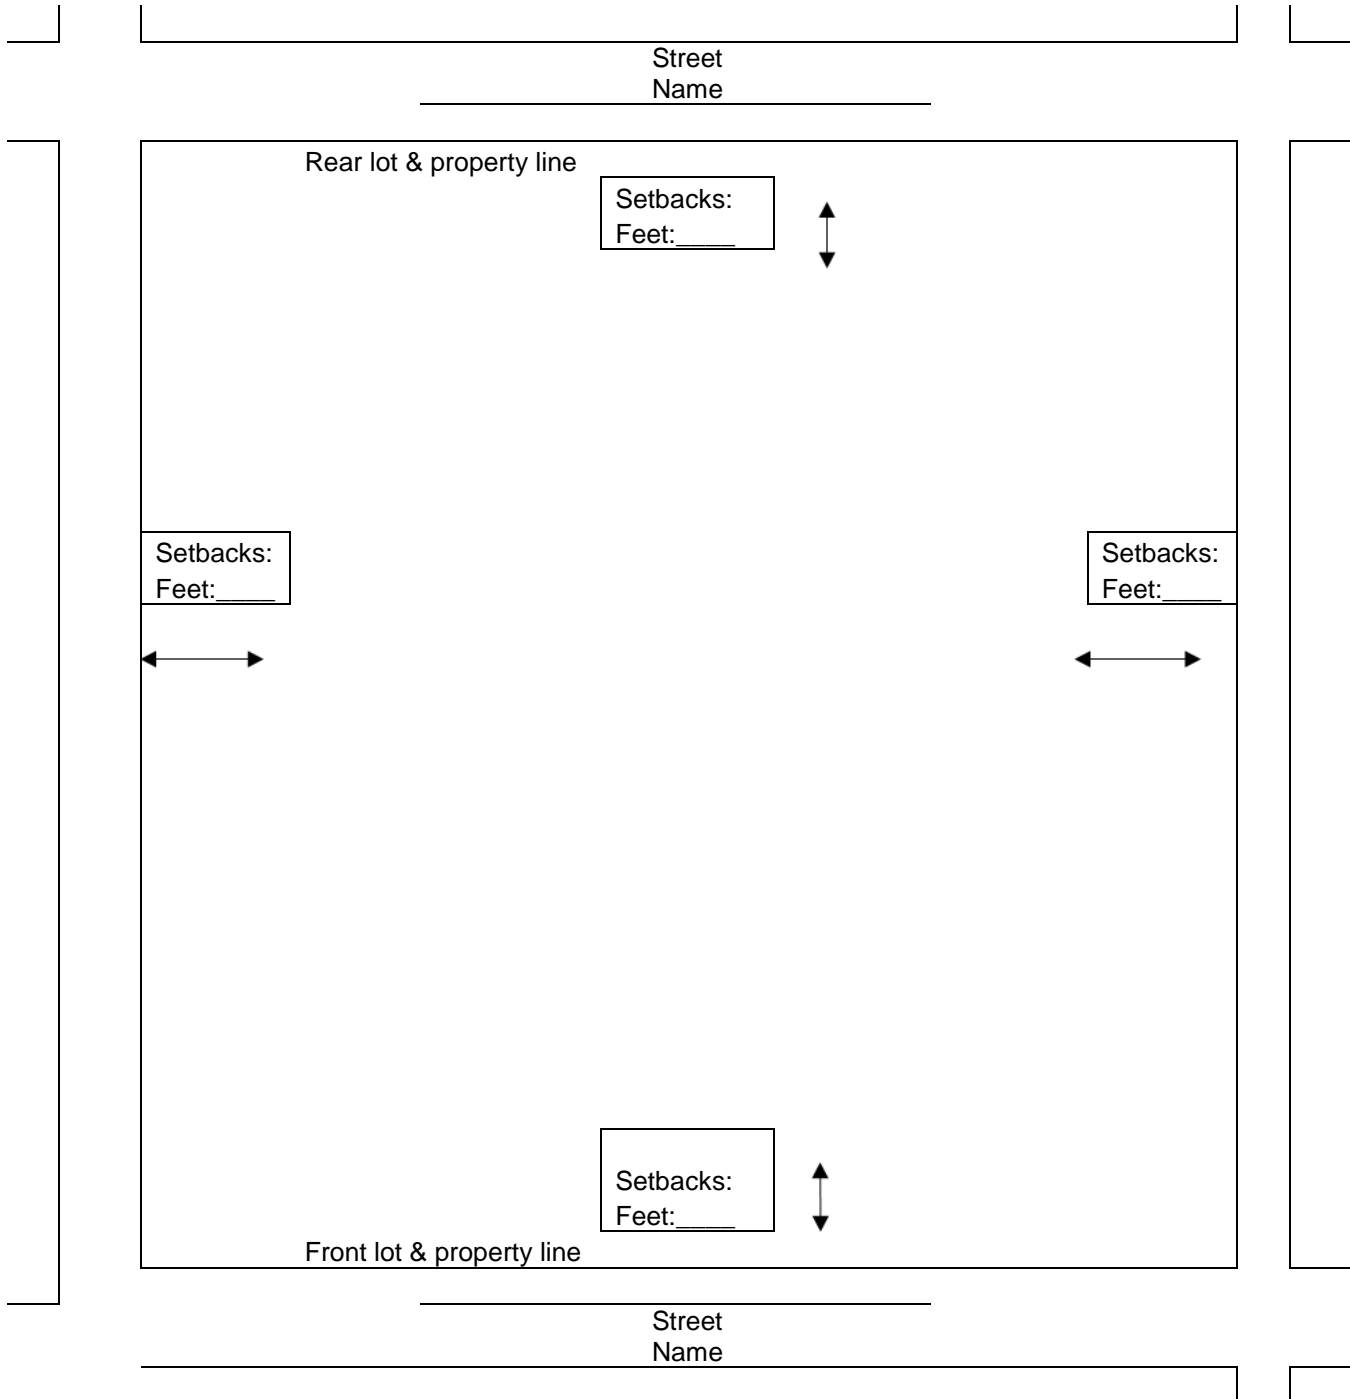 Street
Name
Rear lot & property line
Setbacks:
Feet:____
Setbacks:
Feet:____
Setbacks:
Feet:____
Setbacks:
Feet:____
Front lot & property line
Street
Name